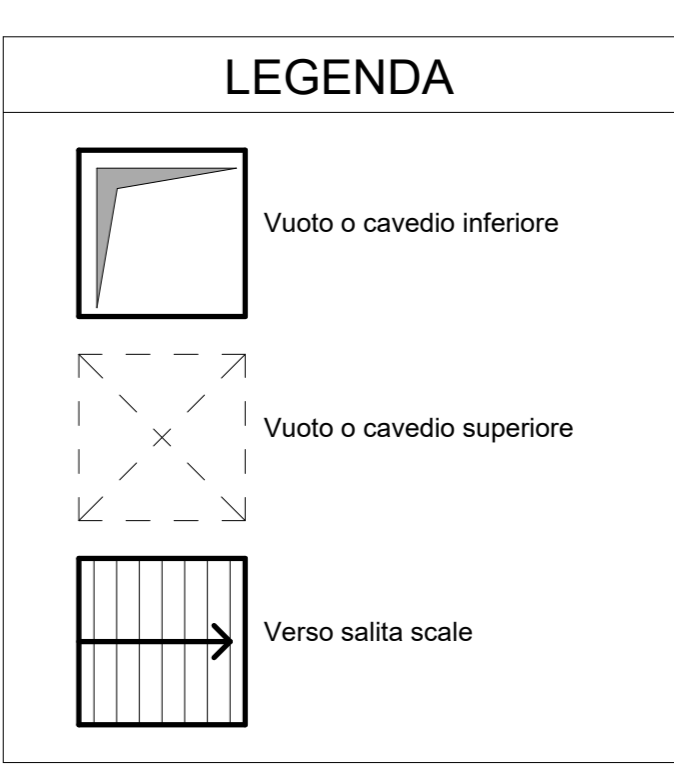 LEGENDA
Vuoto o cavedio inferiore
Vuoto o cavedio superiore
Verso salita scale